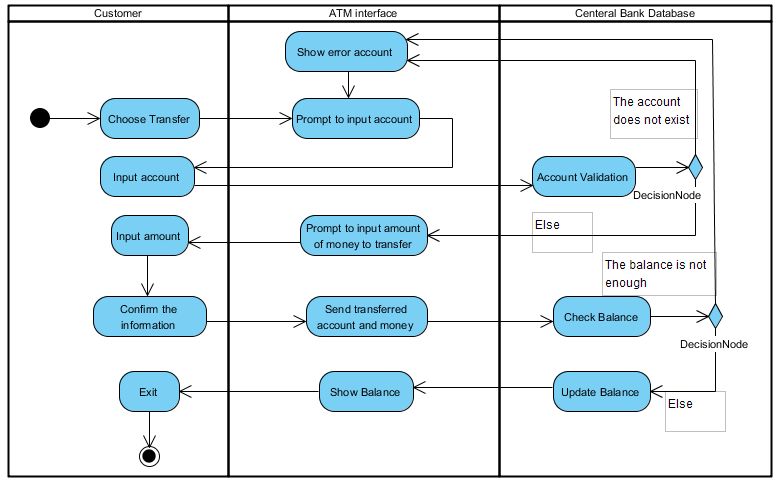 Customer
ATM interface
Centeral Bank Database
Show error account
The account
does not exist
Choose Transfer
Prompt to input account
Input account
Account Validation
DecisionNode
Input amount
Prompt to input amount
of money to transfer
Else
The balance is not
enough
Confirm the
information
Send transferred
account and money
Check Balance
DecisionNode
Exit
Show Balance
Update Balance
Else